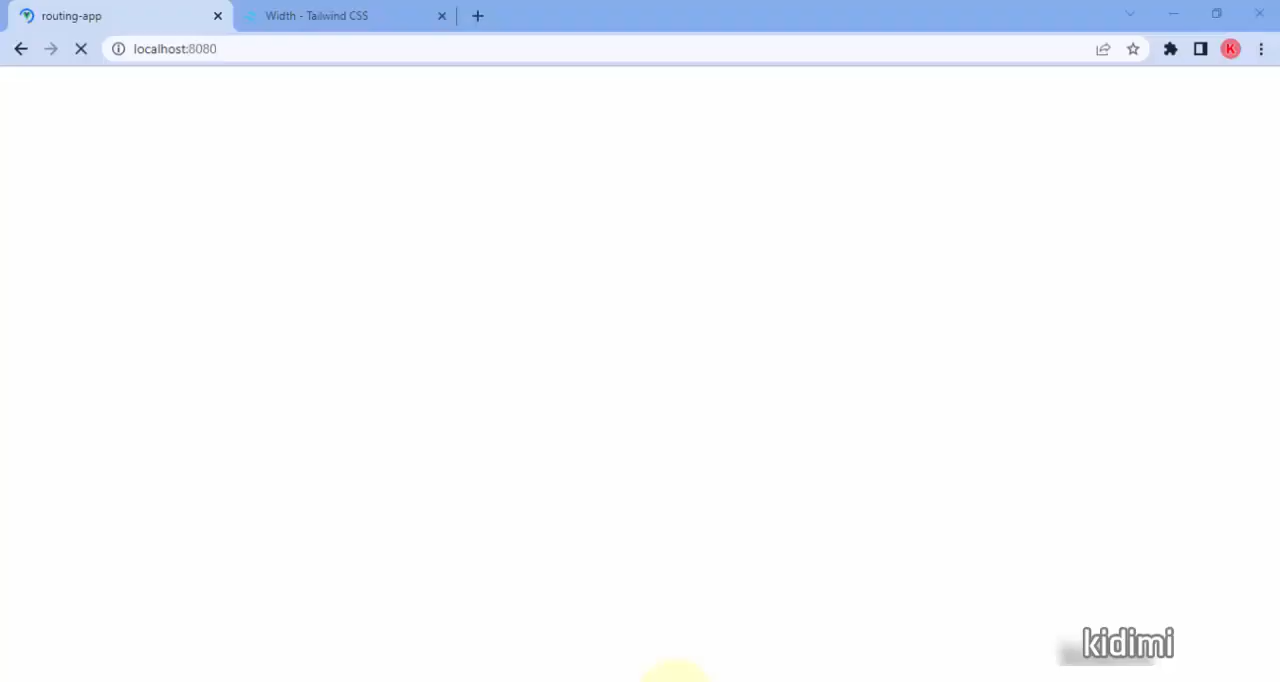 routing-app
Width - Tailwind CSS
localhost:8080
K
kidimi